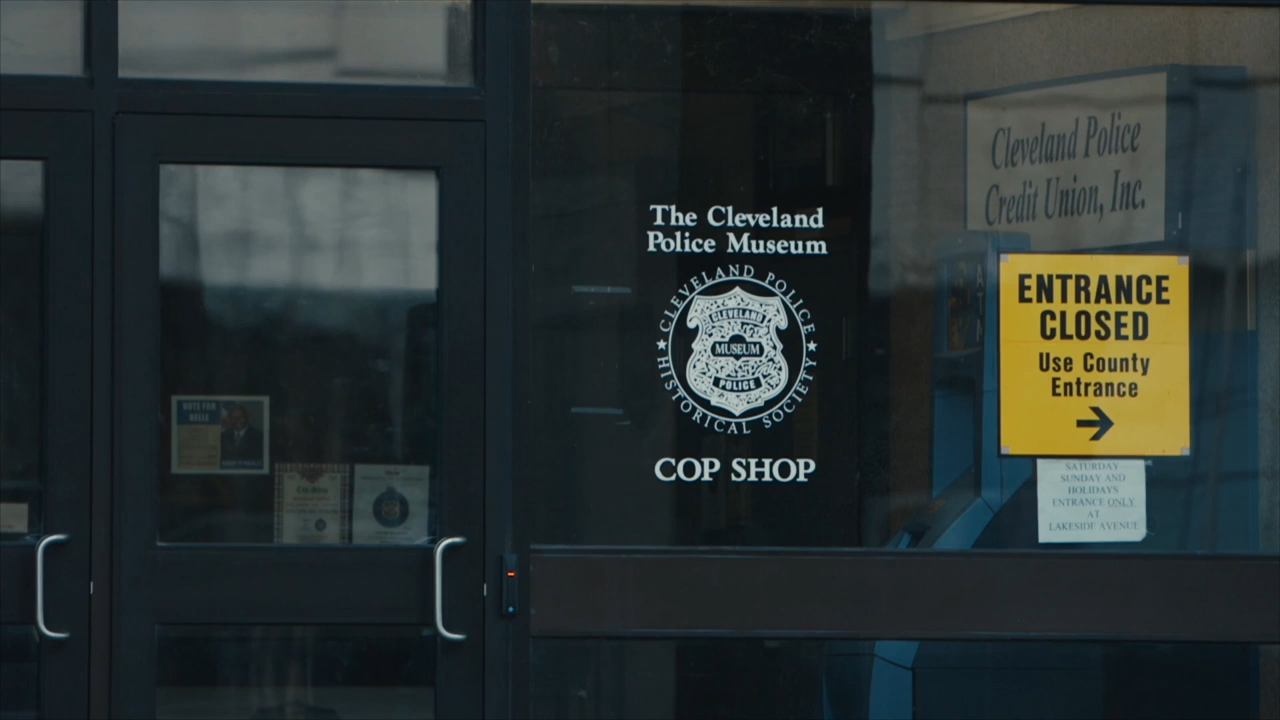 The Cleveland
Police Museum
CLEVELAND POLICE
HISTORICAL SOCIETY
CLEVELAND
MUSEUM
POLICE
COP SHOP
Cleveland Police
Credit Union, Inc.
ENTRANCE
CLOSED
Use County
Entrance
SATURDAY
SUNDAY AND
HOLIDAYS
ENTRANCE ONLY
AT
LAKESIDE AVENUE
VOTE FOR